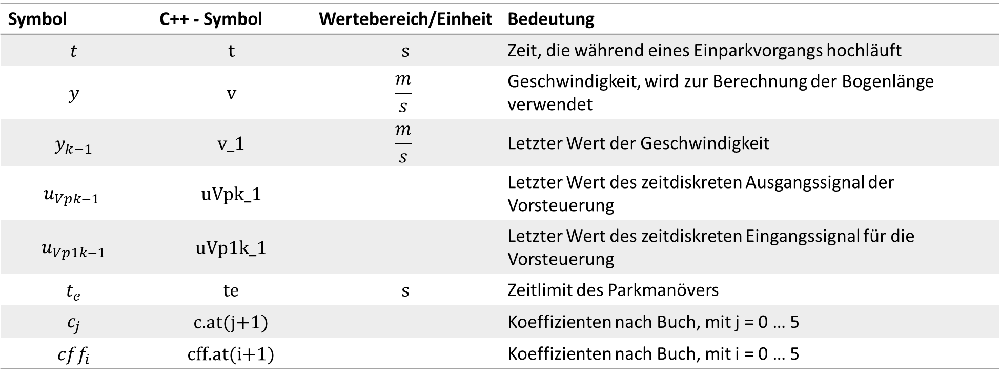 Symbol C++ - Symbol Wertebereich/Einheit Bedeutung
t t s Zeit, die während eines Einparkvorgangs hochläuft
y v m/s Geschwindigkeit, wird zur Berechnung der Bogenlänge
verwendet
y_{k−1} v_1 m/s Letzter Wert der Geschwindigkeit
u_{Vpk−1} uVpk_1 Letzter Wert des zeitdiskreten Ausgangssignal der
Vorsteuerung
u_{Vp1k−1} uVp1k_1 Letzter Wert des zeitdiskreten Eingangssignal für die
Vorsteuerung
t_e te s Zeitlimit des Parkmanövers
c_j c.at(j+1) Koeffizienten nach Buch, mit j = 0 … 5
cff_i cff.at(i+1) Koeffizienten nach Buch, mit i = 0 … 5